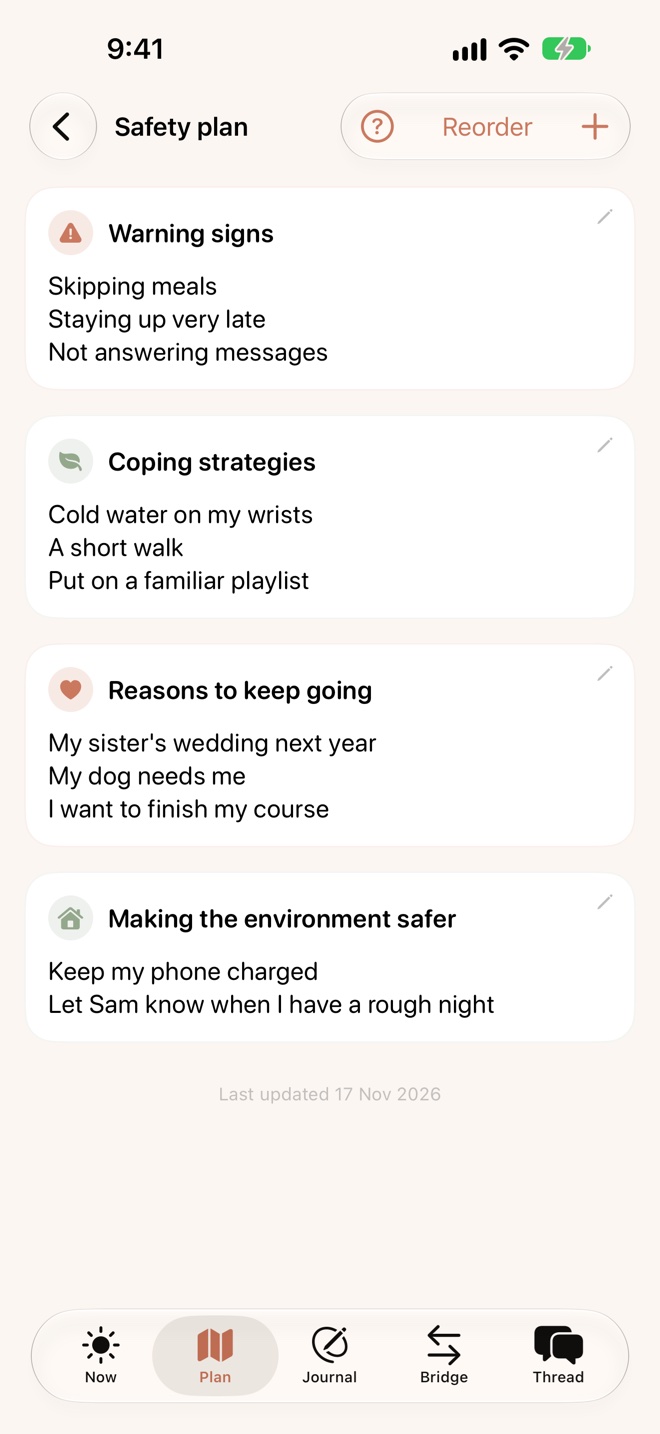 9:41
Safety plan
Reorder
Warning signs
Skipping meals
Staying up very late
Not answering messages
Coping strategies
Cold water on my wrists
A short walk
Put on a familiar playlist
Reasons to keep going
My sister's wedding next year
My dog needs me
I want to finish my course
Making the environment safer
Keep my phone charged
Let Sam know when I have a rough night
Last updated 17 Nov 2026
Now
Plan
Journal
Bridge
Thread